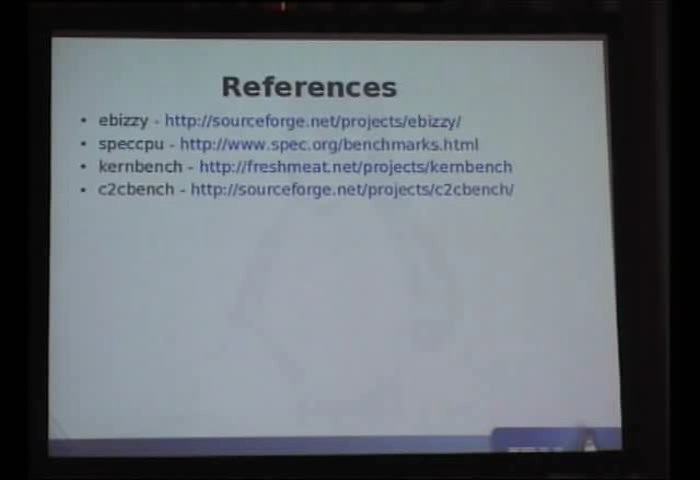 References
• ebizzy - http://sourceforge.net/projects/ebizzy/
• speccpu - http://www.spec.org/benchmarks.html
• kernbench - http://freshmeat.net/projects/kernbench
• c2cbench - http://sourceforge.net/projects/c2cbench/